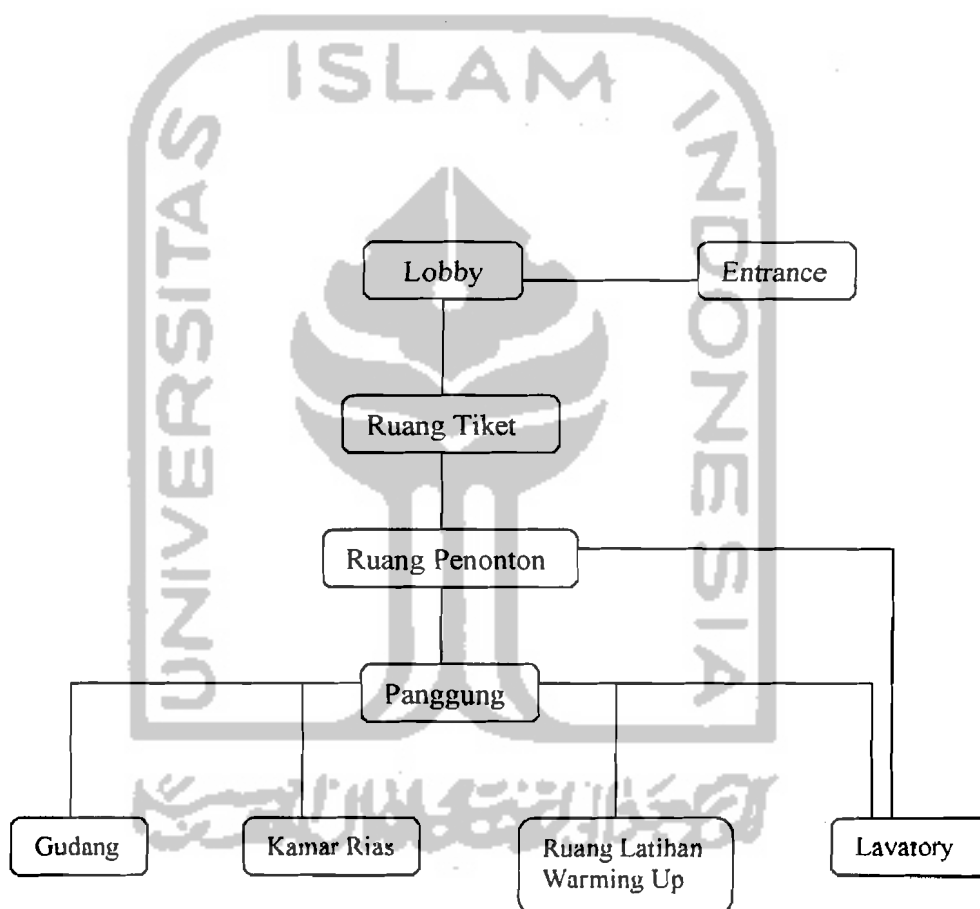 ISLAM
UNIVERSITAS
INDONESIA
Lobby
Entrance
Ruang Tiket
Ruang Penonton
Panggung
Gudang
Kamar Rias
Ruang Latihan
Warming Up
Lavatory